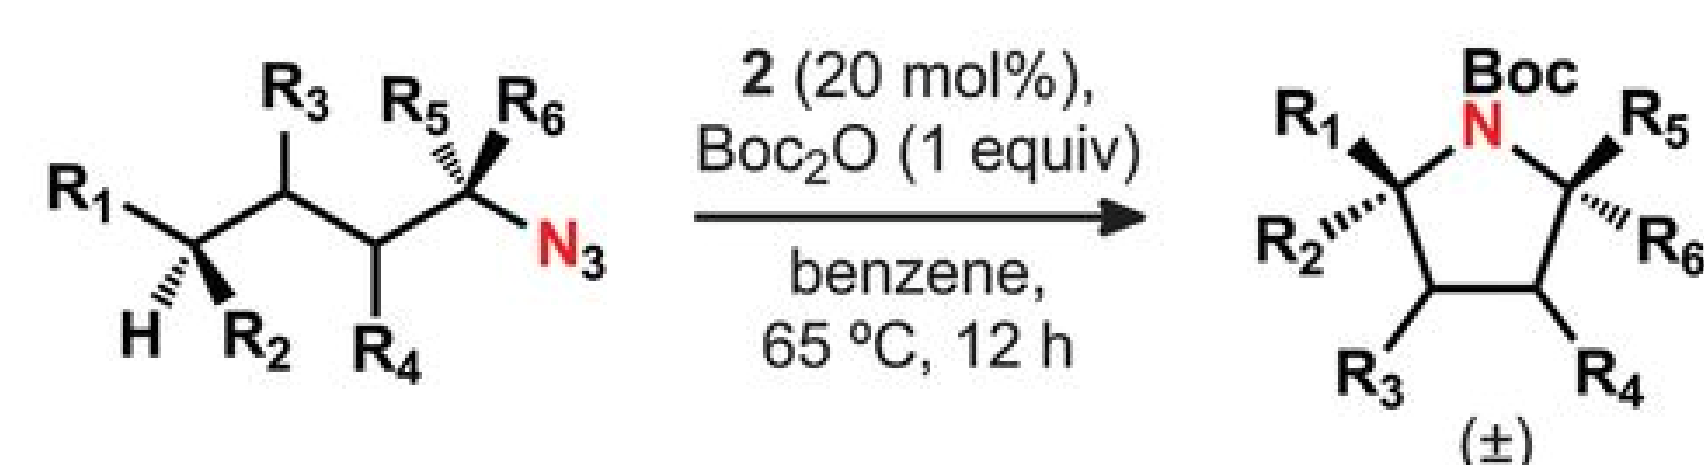 R1
H
R2
R3
R4
R5
R6
N3
2 (20 mol%),
Boc2O (1 equiv)
benzene,
65 ºC, 12 h
Boc
N
R1
R2
R5
R6
R3
R4
(±)